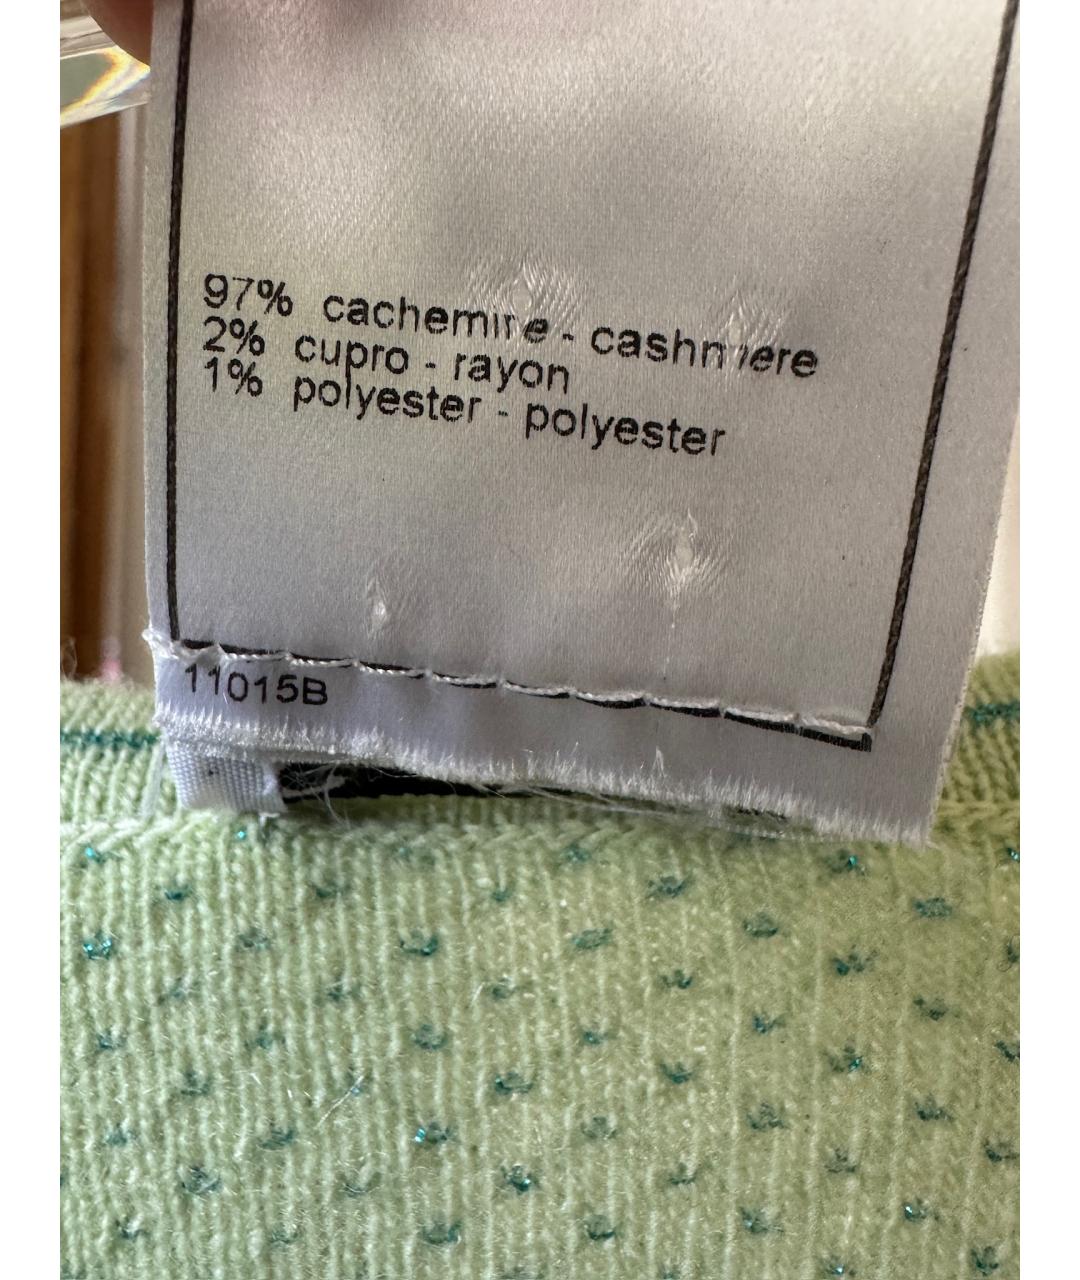 97% cachemire - cashmere
2% cupro - rayon
1% polyester - polyester
11015B